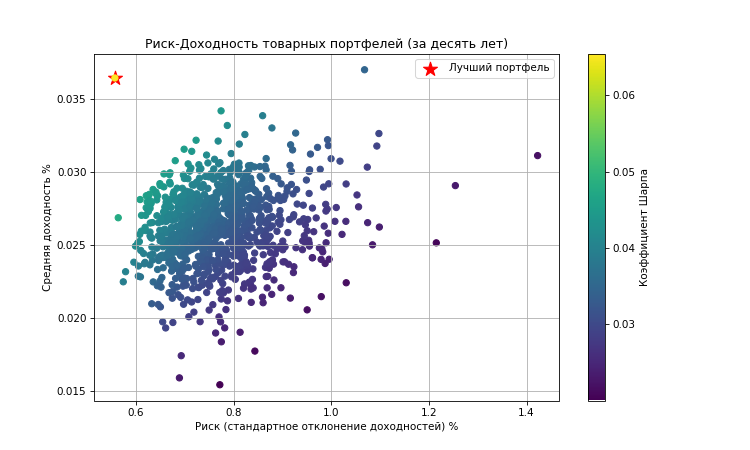 Риск-Доходность товарных портфелей (за десять лет)
Лучший портфель
Средняя доходность %
0.035
0.030
0.025
0.020
0.015
0.6
0.8
1.0
1.2
1.4
Риск (стандартное отклонение доходностей) %
0.06
0.05
0.04
0.03
Коэффициент Шарпа